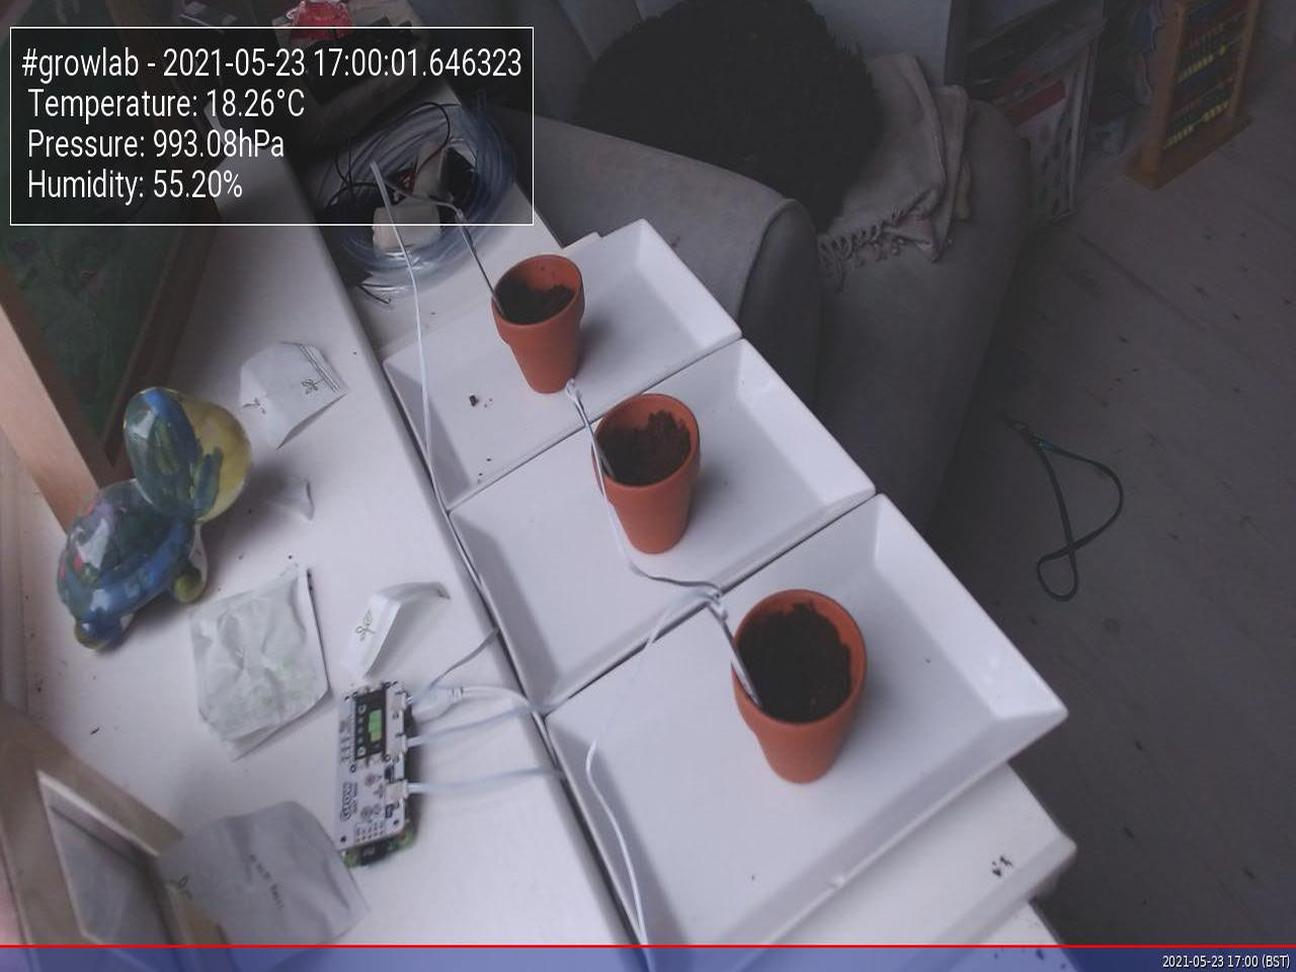 #growlab - 2021-05-23 17:00:01.646323
Temperature: 18.26°C
Pressure: 993.08hPa
Humidity: 55.20%
Grow
2021-05-23 17:00 (BST)